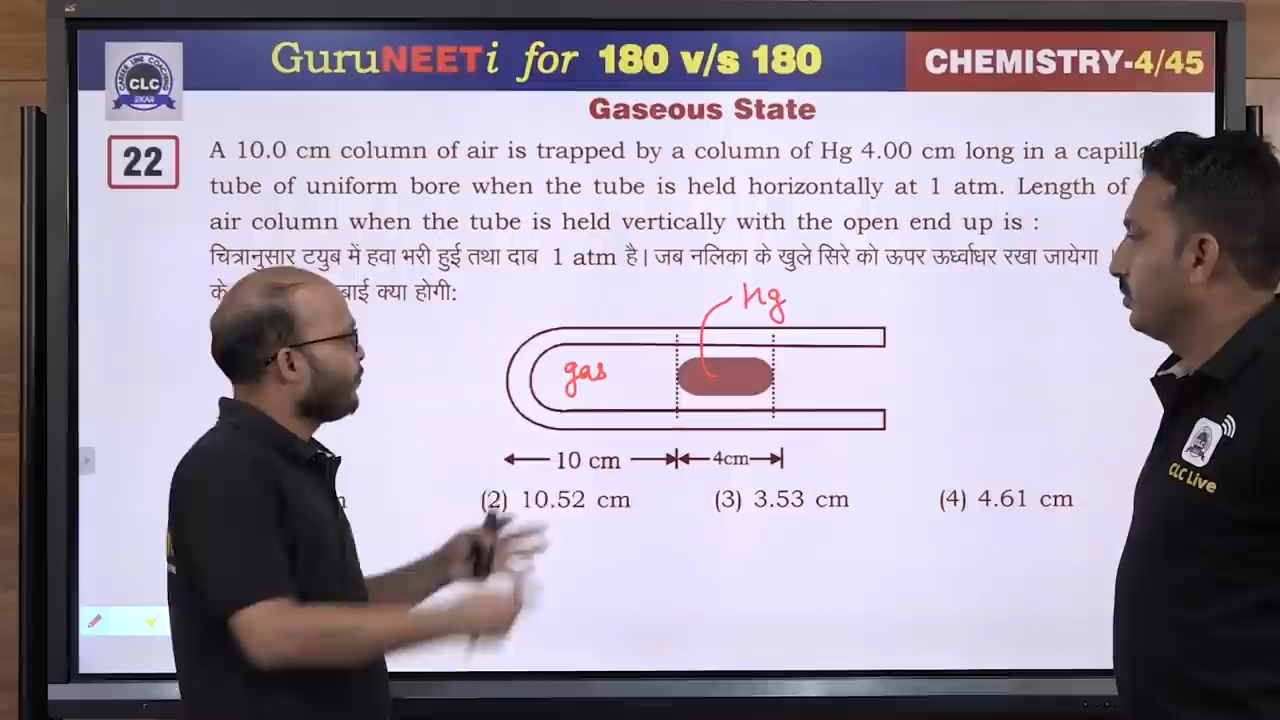 GuruNEETi for 180 v/s 180
CHEMISTRY-4/45
CLC
SIKAR
Gaseous State
22
A 10.0 cm column of air is trapped by a column of Hg 4.00 cm long in a
tube of uniform bore when the tube is held horizontally at 1 atm. Length of
air column when the tube is held vertically with the open end up is :
चित्रानुसार टयुब में हवा भरी हुई तथा दाब 1 atm है। जब नलिका के खुले सिरे को ऊपर ऊर्ध्वाधर रखा जायेगा
क्या होगी:
Hg
gas
10 cm
4cm
(2) 10.52 cm
(3) 3.53 cm
(4) 4.61 cm
CLC
CLC Live